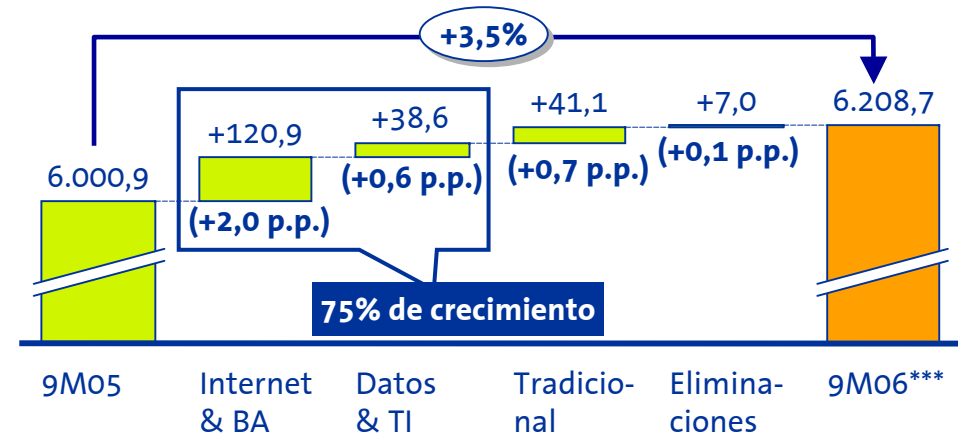 +3,5%
6.000,9
+120,9
(+2,0 p.p.)
+38,6
(+0,6 p.p.)
+41,1
(+0,7 p.p.)
+7,0
(+0,1 p.p.)
6.208,7
75% de crecimiento
9M05
Internet
& BA
Datos
& TI
Tradicio-
nal
Elimina-
ciones
9M06***